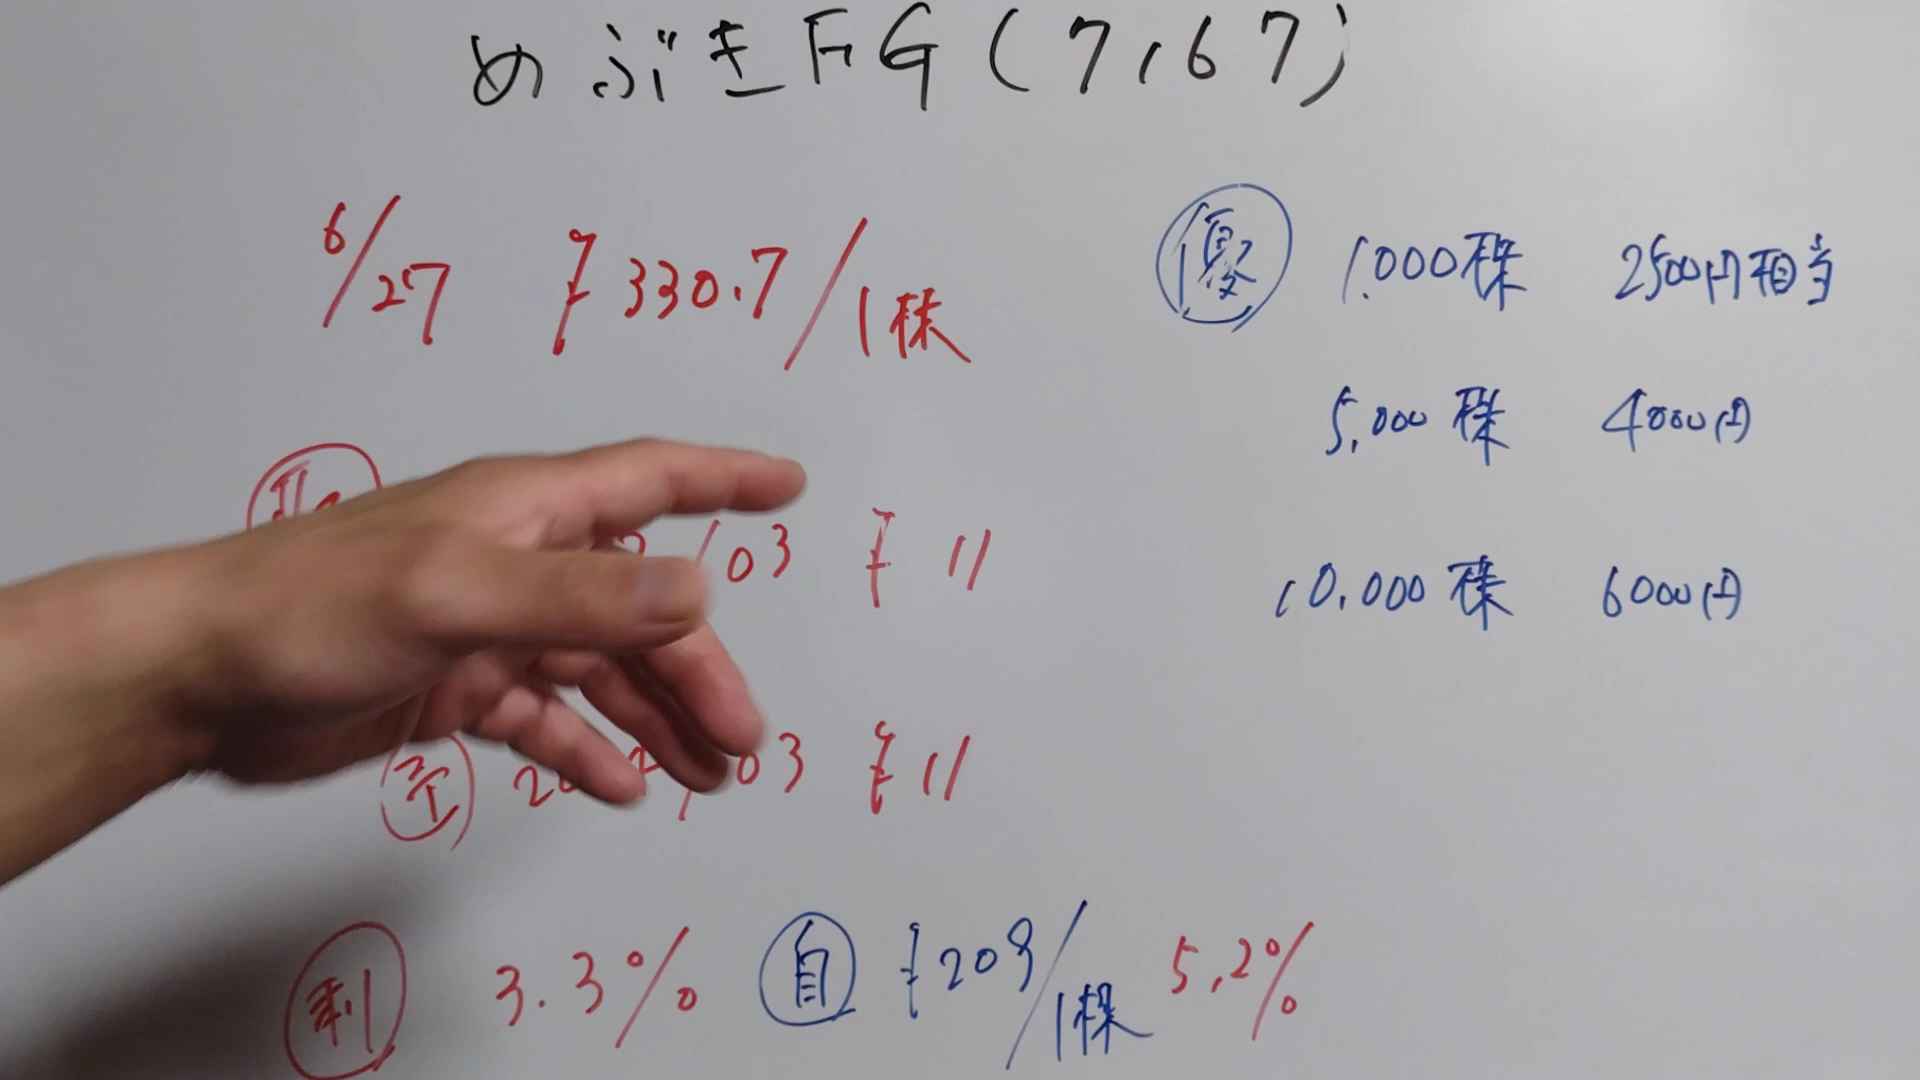 めぶきFG(7167)
6/27 ¥330.7/1株
優 1.000株 2500円相当
5,000株 4000円
/03 ¥11
10.000株 6000円
予 20 03 ¥11
利 3.3% 自 ¥209/1株 5.2%